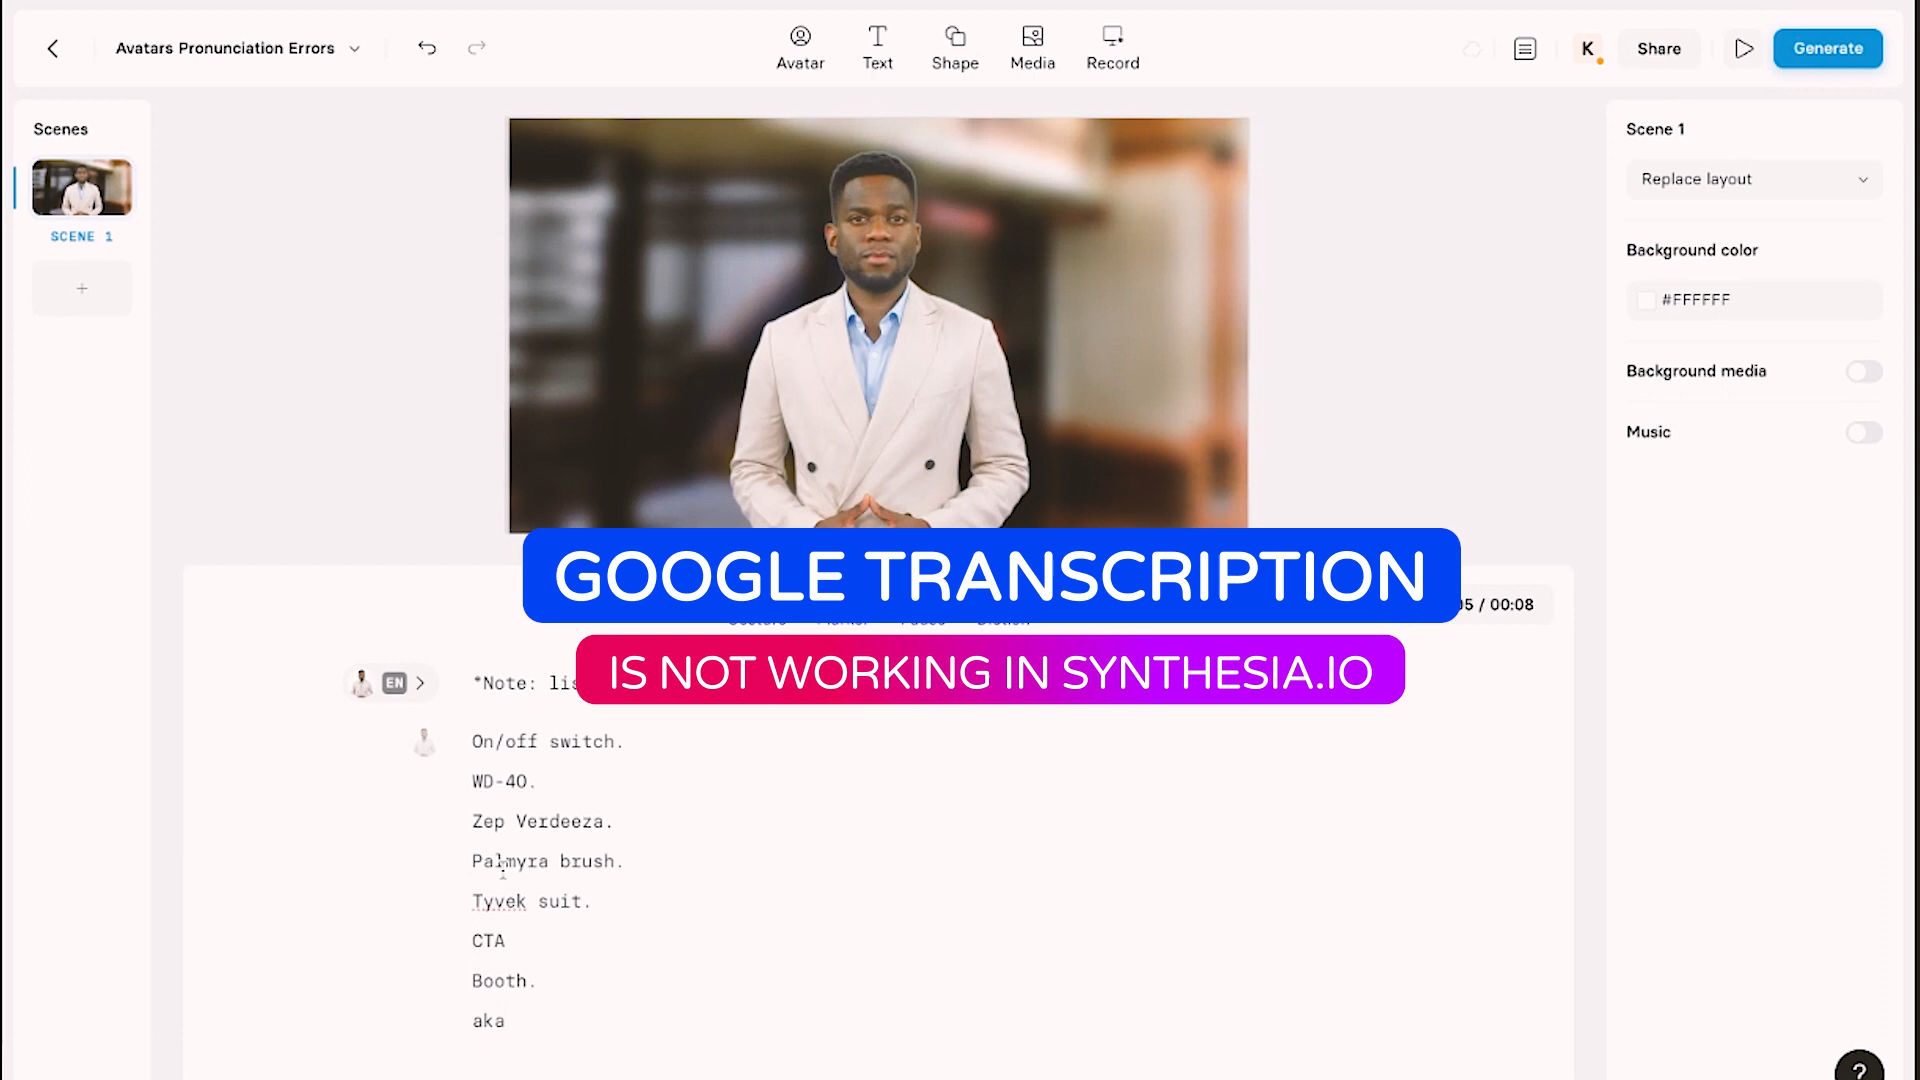 Avatars Pronunciation Errors
Avatar
Text
Shape
Media
Record
K
Share
Generate
Scenes
SCENE 1
+
Scene 1
Replace layout
Background color
#FFFFFF
Background media
Music
GOOGLE TRANSCRIPTION
5 / 00:08
IS NOT WORKING IN SYNTHESIA.IO
EN
*Note: lis
On/off switch.
WD-40.
Zep Verdeeza.
Palmyra brush.
Tyvek suit.
CTA
Booth.
aka
?